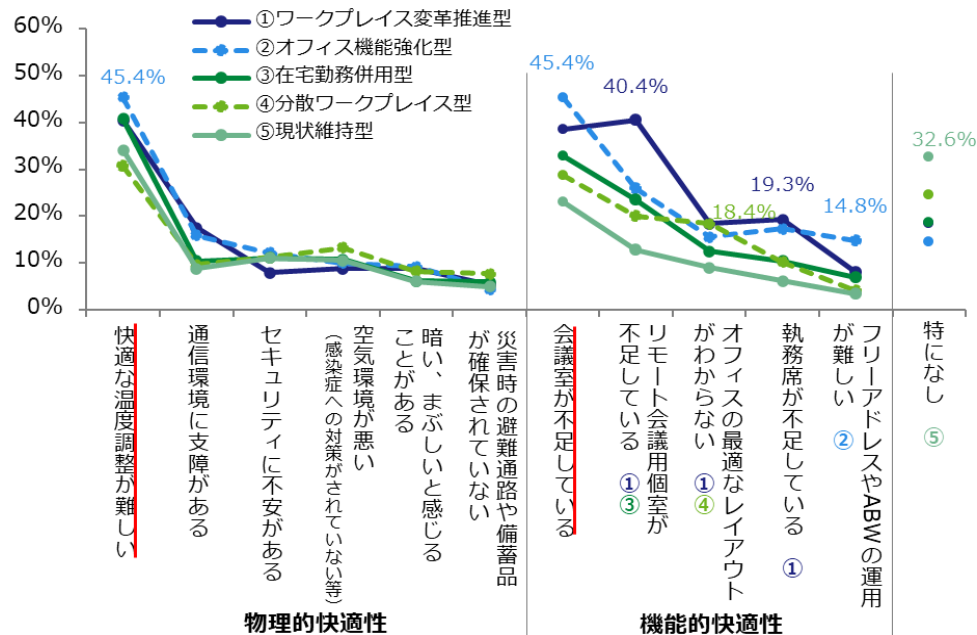 60%
50%
40%
30%
20%
10%
0%
①ワークプレイス変革推進型
②オフィス機能強化型
③在宅勤務併用型
④分散ワークプレイス型
⑤現状維持型
45.4%
45.4%
40.4%
18.4%
19.3%
14.8%
32.6%
快適な温度調整が難しい
通信環境に支障がある
セキュリティに不安がある
空気環境が悪い
(感染症への対策がされていない等)
暗い、まぶしいと感じる
ことがある
災害時の避難通路や備蓄品
が確保されていない
会議室が不足している
リモート会議用個室が
不足している ①③
オフィスの最適なレイアウト
がわからない ①④
執務席が不足している ①
フリーアドレスやABWの運用
が難しい ②
特になし ⑤
物理的快適性
機能的快適性